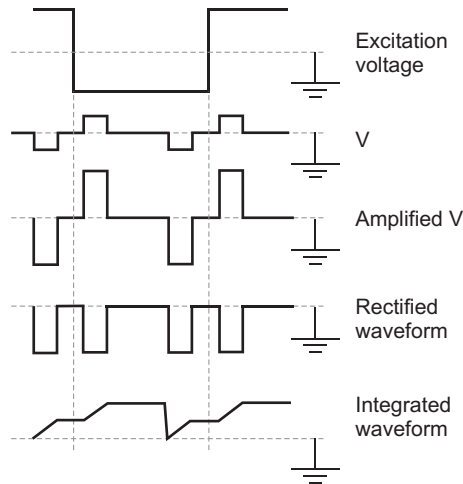 Excitation
voltage
V
Amplified V
Rectified
waveform
Integrated
waveform